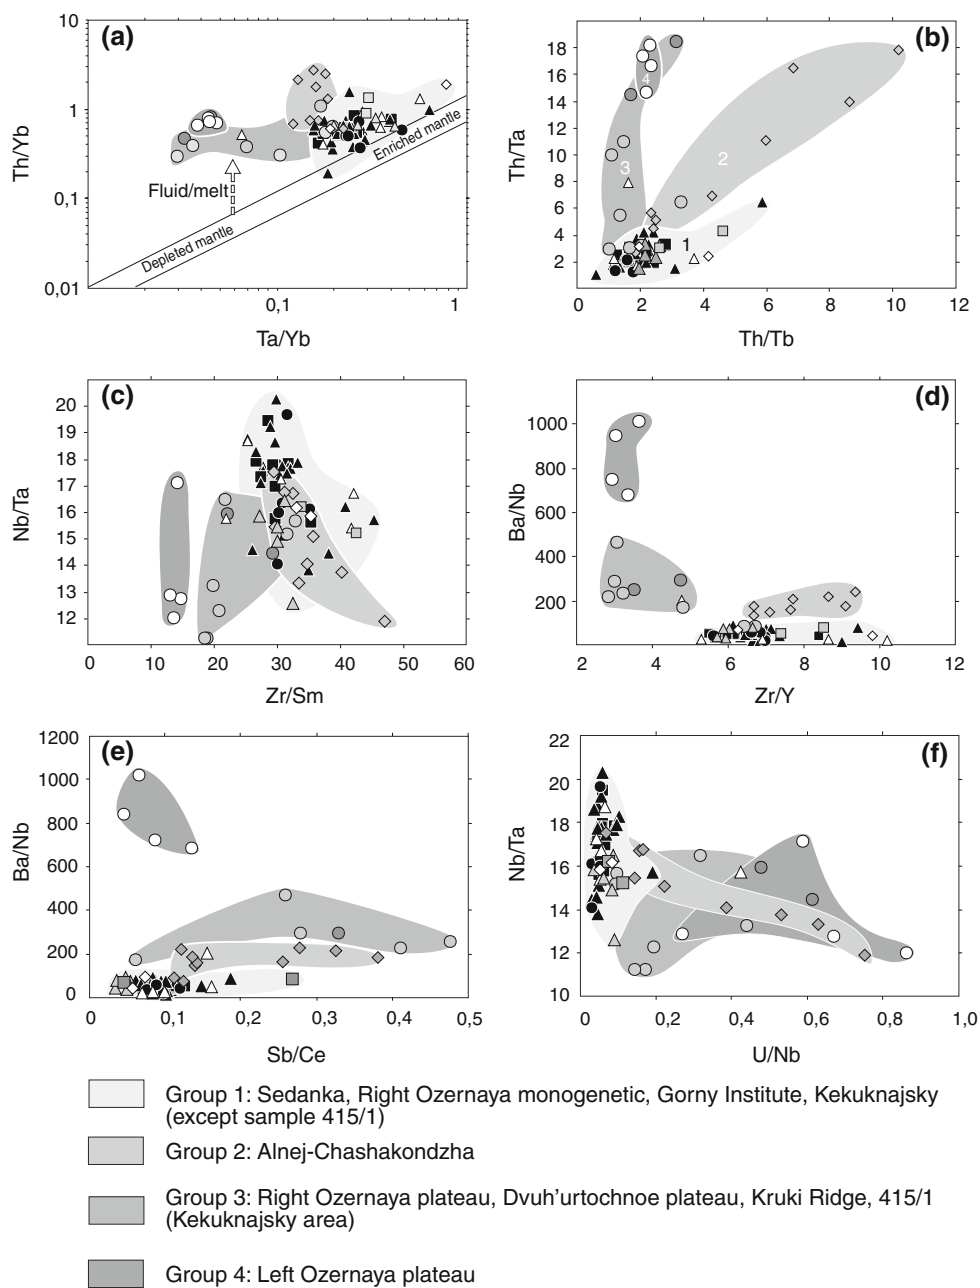 (a)
10
1
0,1
0,01
Th/Yb
Fluid/melt
Depleted mantle
Enriched mantle
0,1
1
Ta/Yb
(b)
18
16
14
12
10
8
6
4
2
Th/Ta
4
3
2
1
0
2
4
6
8
10
12
Th/Tb
(c)
20
19
18
17
16
15
14
13
12
Nb/Ta
0
10
20
30
40
50
60
Zr/Sm
(d)
1000
800
600
400
200
Ba/Nb
2
4
6
8
10
12
Zr/Y
(e)
1200
1000
800
600
400
200
0
Ba/Nb
0
0,1
0,2
0,3
0,4
0,5
Sb/Ce
(f)
22
20
18
16
14
12
10
Nb/Ta
0
0,2
0,4
0,6
0,8
1,0
U/Nb
Group 1: Sedanka, Right Ozernaya monogenetic, Gorny Institute, Kekuknajsky
(except sample 415/1)
Group 2: Alnej-Chashakondzha
Group 3: Right Ozernaya plateau, Dvuh'urtochnoe plateau, Kruki Ridge, 415/1
(Kekuknajsky area)
Group 4: Left Ozernaya plateau